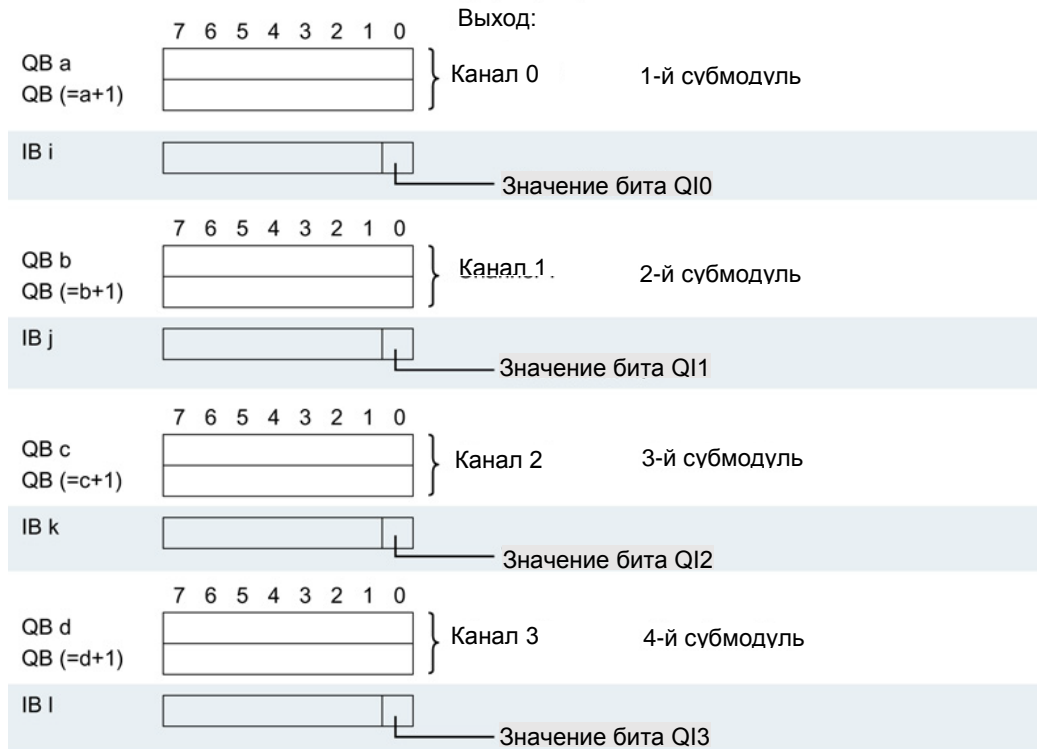 Выход:
7 6 5 4 3 2 1 0
QB a
QB (=a+1)
Канал 0
1-й субмодуль
IB i
Значение бита QI0
7 6 5 4 3 2 1 0
QB b
QB (=b+1)
Канал 1
2-й субмодуль
IB j
Значение бита QI1
7 6 5 4 3 2 1 0
QB c
QB (=c+1)
Канал 2
3-й субмодуль
IB k
Значение бита QI2
7 6 5 4 3 2 1 0
QB d
QB (=d+1)
Канал 3
4-й субмодуль
IB l
Значение бита QI3